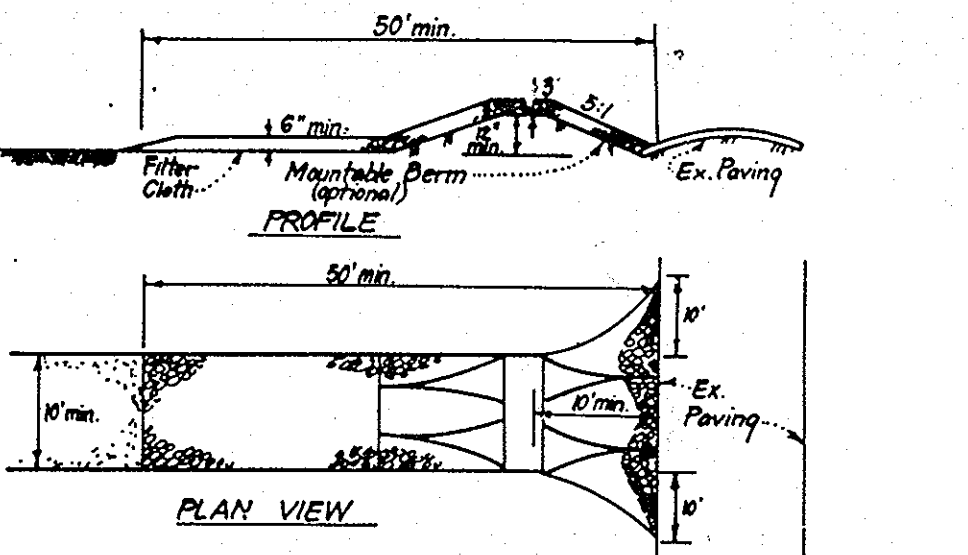 50' min.
3'
5:1
6" min.
12"
min.
Filter
Cloth
Mountable Berm
(optional)
Ex. Paving
PROFILE
50' min.
10'
10' min.
10' min.
Ex.
Paving
10'
PLAN VIEW